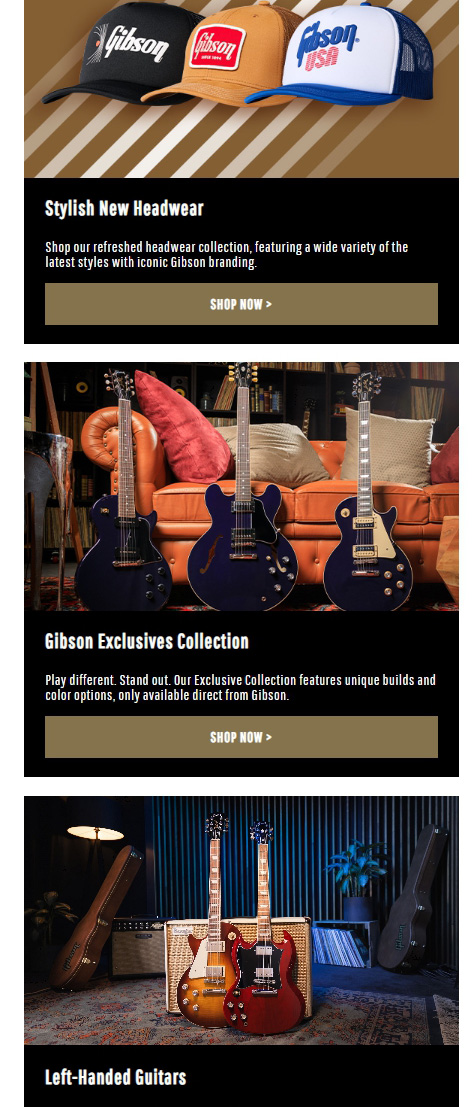 Gibson
Gibson
SINCE 1894
Gibson
USA
Stylish New Headwear
Shop our refreshed headwear collection, featuring a wide variety of the
latest styles with iconic Gibson branding.
SHOP NOW >
Gibson Exclusives Collection
Play different. Stand out. Our Exclusive Collection features unique builds and
color options, only available direct from Gibson.
SHOP NOW >
Left-Handed Guitars